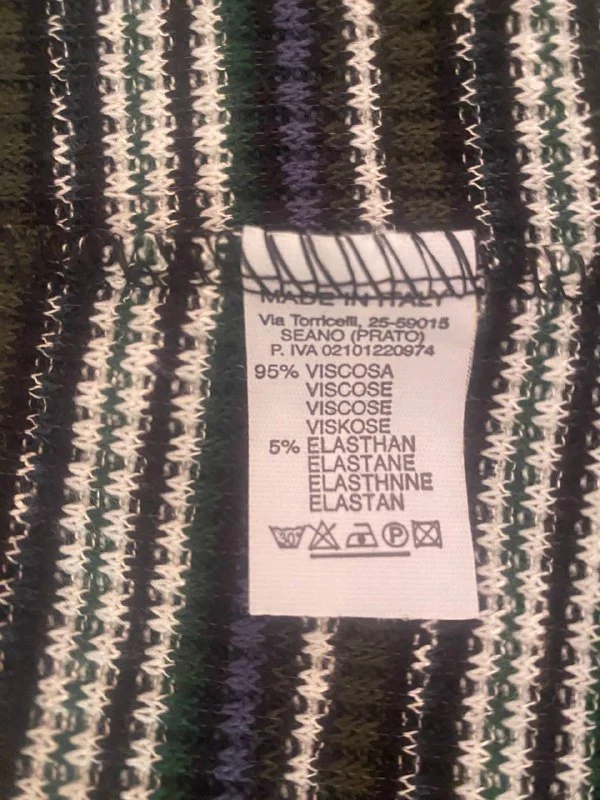 MADE IN ITALY
Via Torricelli, 25-59015
SEANO (PRATO)
P. IVA 02101220974
95% VISCOSA
VISCOSE
VISCOSE
VISKOSE
5% ELASTHAN
ELASTANE
ELASTHNNE
ELASTAN
30° P